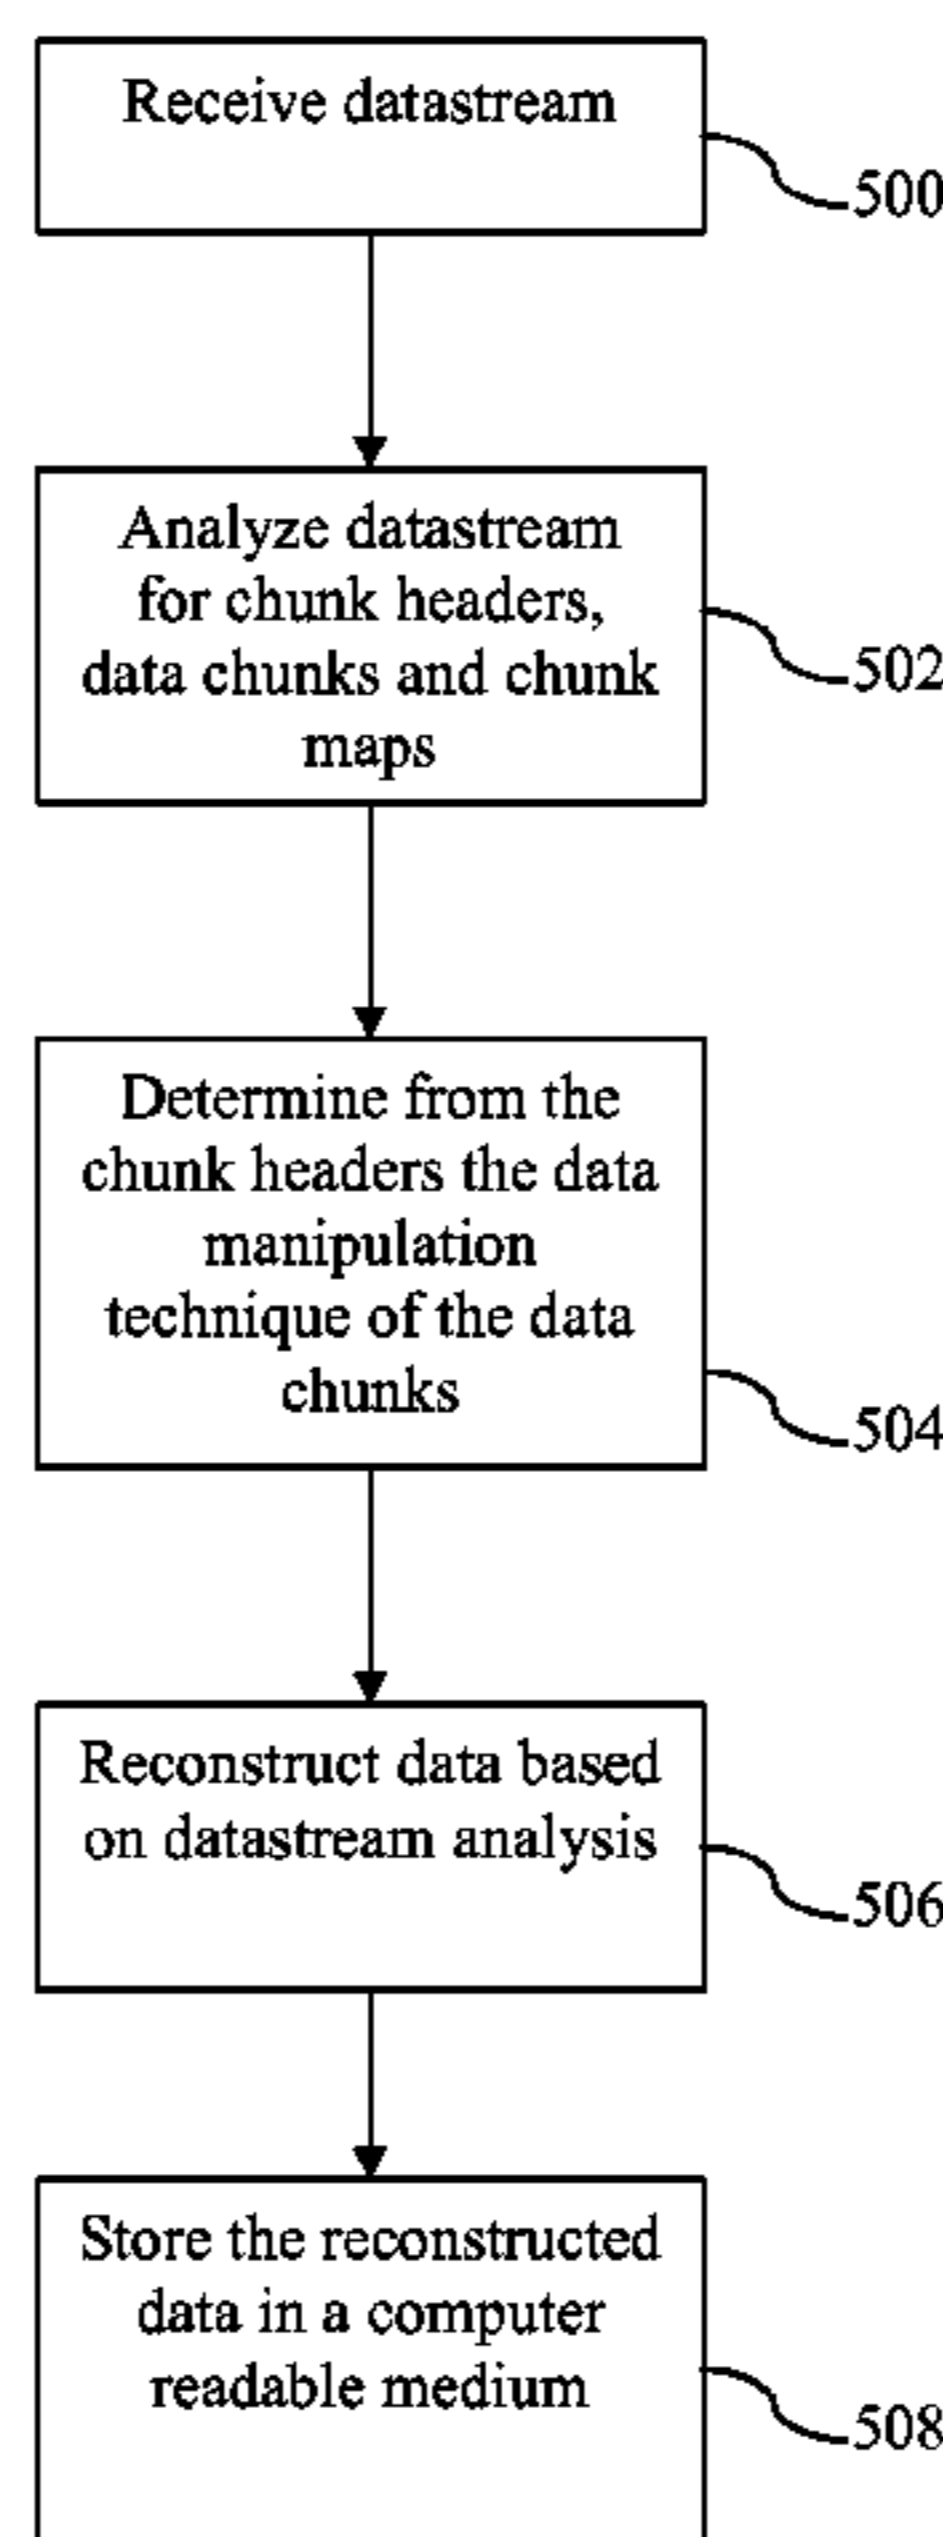 Receive datastream
500
Analyze datastream
for chunk headers,
data chunks and chunk
maps
502
Determine from the
chunk headers the data
manipulation
technique of the data
chunks
504
Reconstruct data based
on datastream analysis
506
Store the reconstructed
data in a computer
readable medium
508